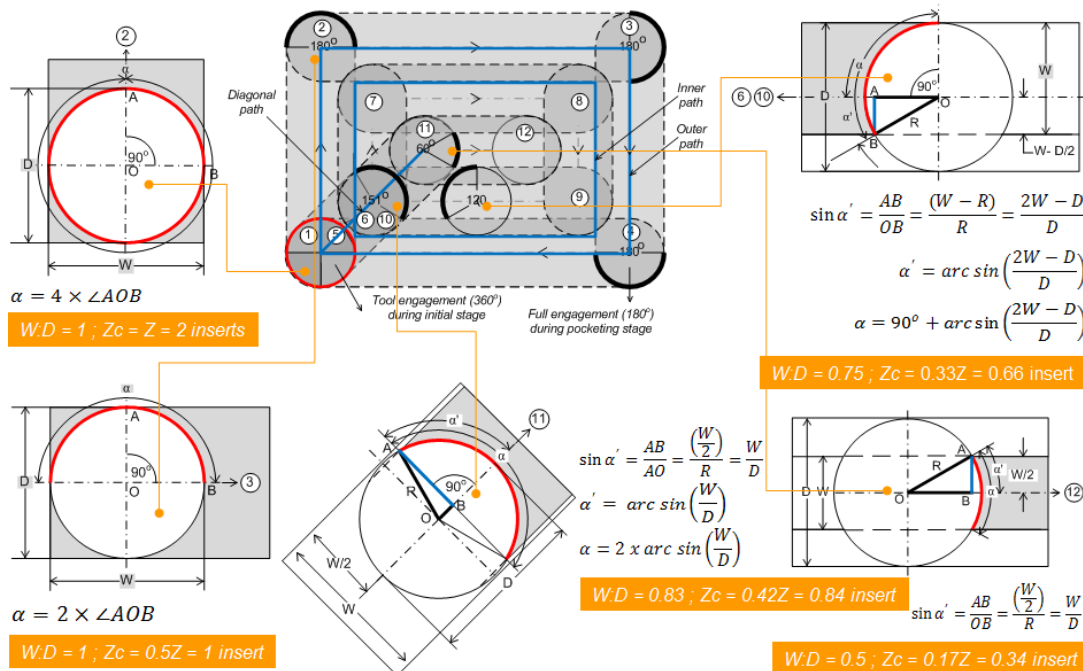 ②
α
A
D
90°
O
B
W
α = 4 × ∠AOB
W:D = 1 ; Zc = Z = 2 inserts
α
A
D
90°
O
B
③
W
α = 2 × ∠AOB
W:D = 1 ; Zc = 0.5Z = 1 insert
②
180°
③
180°
Diagonal
path
⑦
⑧
Inner
path
Outer
path
⑪
60°
⑫
151°
120
⑥ ⑩
⑨
①
⑤
④
180°
Tool engagement (360°)
during initial stage
Full engagement (180°)
during pocketing stage
α'
⑪
A
α
90°
R
B
O
W/2
W
D
sin α' = AB/AO = (W/2)/R = W/D
α' = arc sin(W/D)
α = 2 x arc sin(W/D)
W:D = 0.83 ; Zc = 0.42Z = 0.84 insert
α
90°
W
⑥ ⑩
D
A
O
α'
R
B
W- D/2
sin α' = AB/OB = (W − R)/R = (2W − D)/D
α' = arc sin((2W − D)/D)
α = 90° + arc sin((2W − D)/D)
W:D = 0.75 ; Zc = 0.33Z = 0.66 insert
A
R
α'
W/2
D
W
O
B
α
⑫
sin α' = AB/OB = (W/2)/R = W/D
W:D = 0.5 ; Zc = 0.17Z = 0.34 insert